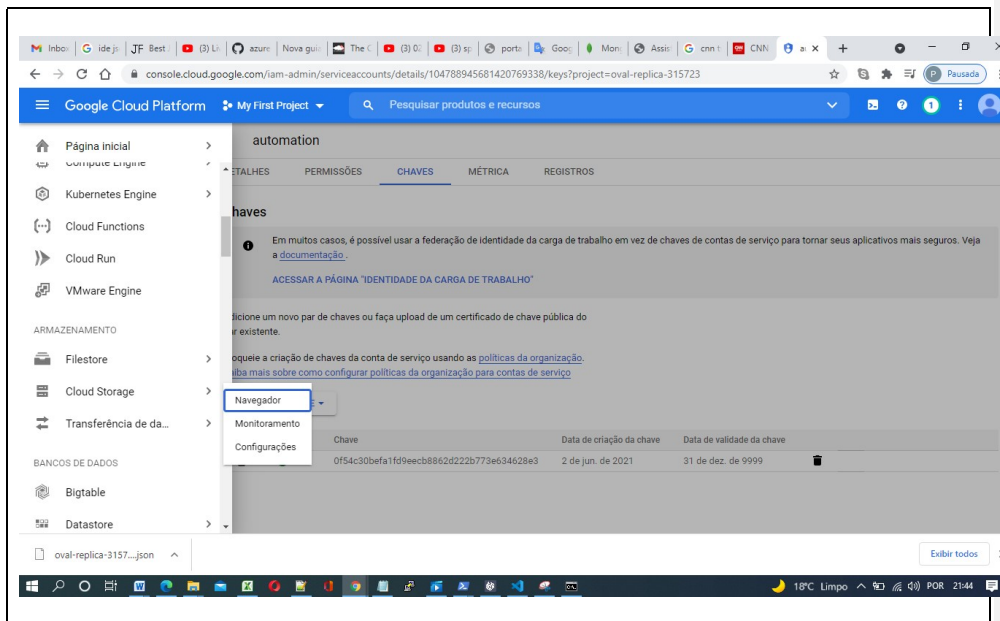 Inbo
G ide js
JF Best J
(3) Li
azure
Nova guia
The C
(3) 02
(3) sp
porta
Goog
Mon
Assis
G cnn t
CNN
console.cloud.google.com/iam-admin/serviceaccounts/details/104788945681420769338/keys?project=oval-replica-315723
P Pausada
Google Cloud Platform
My First Project
Pesquisar produtos e recursos
1
Página inicial
Compute Engine
Kubernetes Engine
Cloud Functions
Cloud Run
VMware Engine
ARMAZENAMENTO
Filestore
Cloud Storage
Transferência de da...
BANCOS DE DADOS
Bigtable
Datastore
Navegador
Monitoramento
Configurações
automation
ETALHES PERMISSÕES CHAVES MÉTRICA REGISTROS
haves
Em muitos casos, é possível usar a federação de identidade da carga de trabalho em vez de chaves de contas de serviço para tornar seus aplicativos mais seguros. Veja
a documentação .
ACESSAR A PÁGINA "IDENTIDADE DA CARGA DE TRABALHO"
dicione um novo par de chaves ou faça upload de um certificado de chave pública do
ar existente.
oqueie a criação de chaves da conta de serviço usando as políticas da organização.
aiba mais sobre como configurar políticas da organização para contas de serviço
Chave Data de criação da chave Data de validade da chave
0f54c30befa1fd9eecb8862d222b773e634628e3 2 de jun. de 2021 31 de dez. de 9999
oval-replica-3157....json
Exibir todos
18°C Limpo POR 21:44